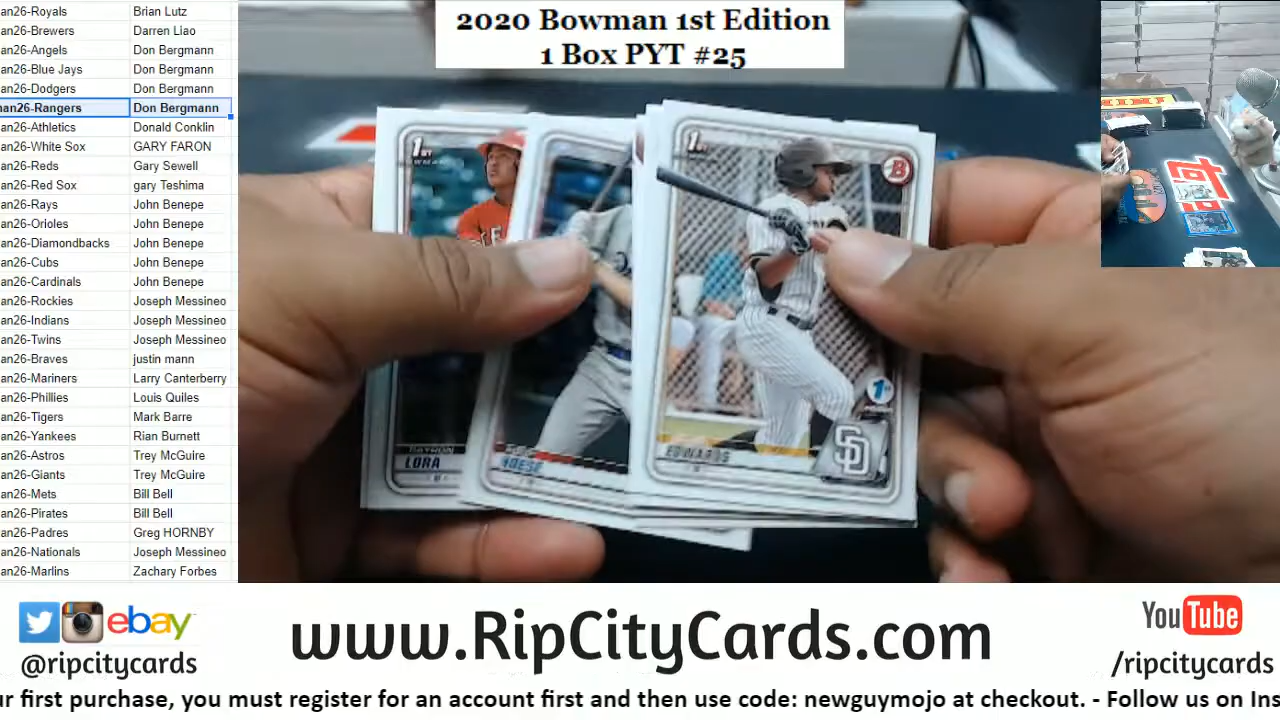 2020 Bowman 1st Edition
1 Box PYT #25
an26-Royals Brian Lutz
an26-Brewers Darren Llao
an26-Angels Don Bergmann
an26-Blue Jays Don Bergmann
an26-Dodgers Don Bergmann
an26-Rangers Don Bergmann
an26-Athletics Donald Conklin
an26-White Sox GARY FARON
an26-Reds Gary Sewell
an26-Red Sox gary Teshima
an26-Rays John Benepe
an26-Orioles John Benepe
an26-Diamondbacks John Benepe
an26-Cubs John Benepe
an26-Cardinals John Benepe
an26-Rockies Joseph Messineo
an26-Indians Joseph Messineo
an26-Twins Joseph Messineo
an26-Braves justin mann
an26-Mariners Larry Canterberry
an26-Phillies Louis Quiles
an26-Tigers Mark Barre
an26-Yankees Rian Burnett
an26-Astros Trey McGuire
an26-Giants Trey McGuire
an26-Mets Bill Bell
an26-Pirates Bill Bell
an26-Padres Greg HORNBY
an26-Nationals Joseph Messineo
an26-Marlins Zachary Forbes
1ST
LORA
1ST
B
1st
EDWARDS
SD
ebay
@ripcitycards
www.RipCityCards.com
YouTube
/ripcitycards
ur first purchase, you must register for an account first and then use code: newguymojo at checkout. - Follow us on Ins